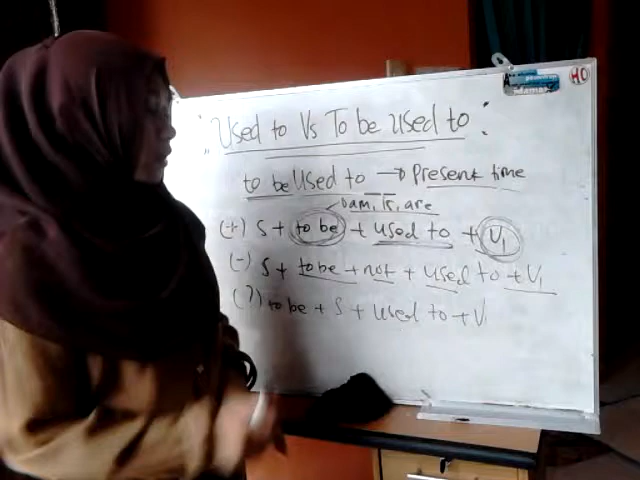 "Used to Vs To be used to"
to be Used to → Present time
↳ am, is, are
(+) S + to be + used to + V1
(-) S + to be + not + used to + V1
(?) to be + S + used to + V1